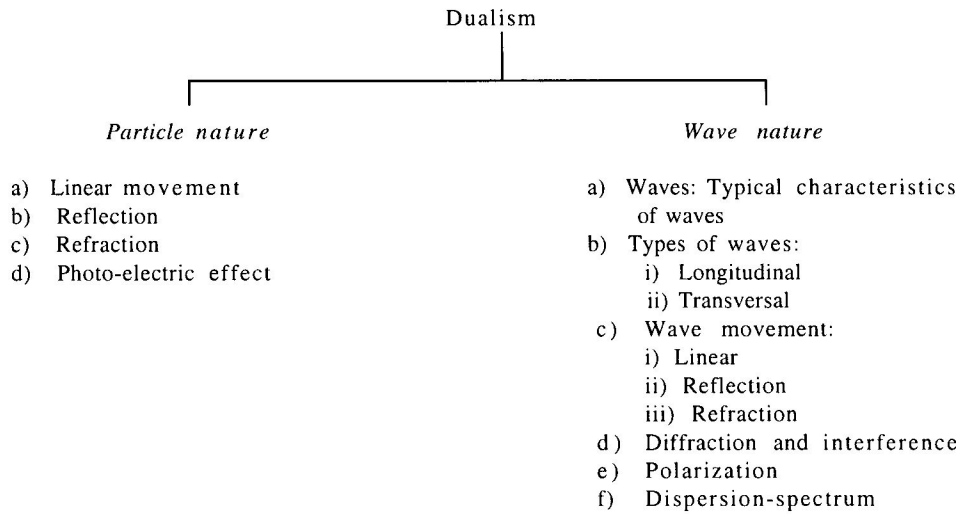 Dualism
Particle nature
a) Linear movement
b) Reflection
c) Refraction
d) Photo-electric effect
Wave nature
a) Waves: Typical characteristics
of waves
b) Types of waves:
i) Longitudinal
ii) Transversal
c) Wave movement:
i) Linear
ii) Reflection
iii) Refraction
d) Diffraction and interference
e) Polarization
f) Dispersion-spectrum